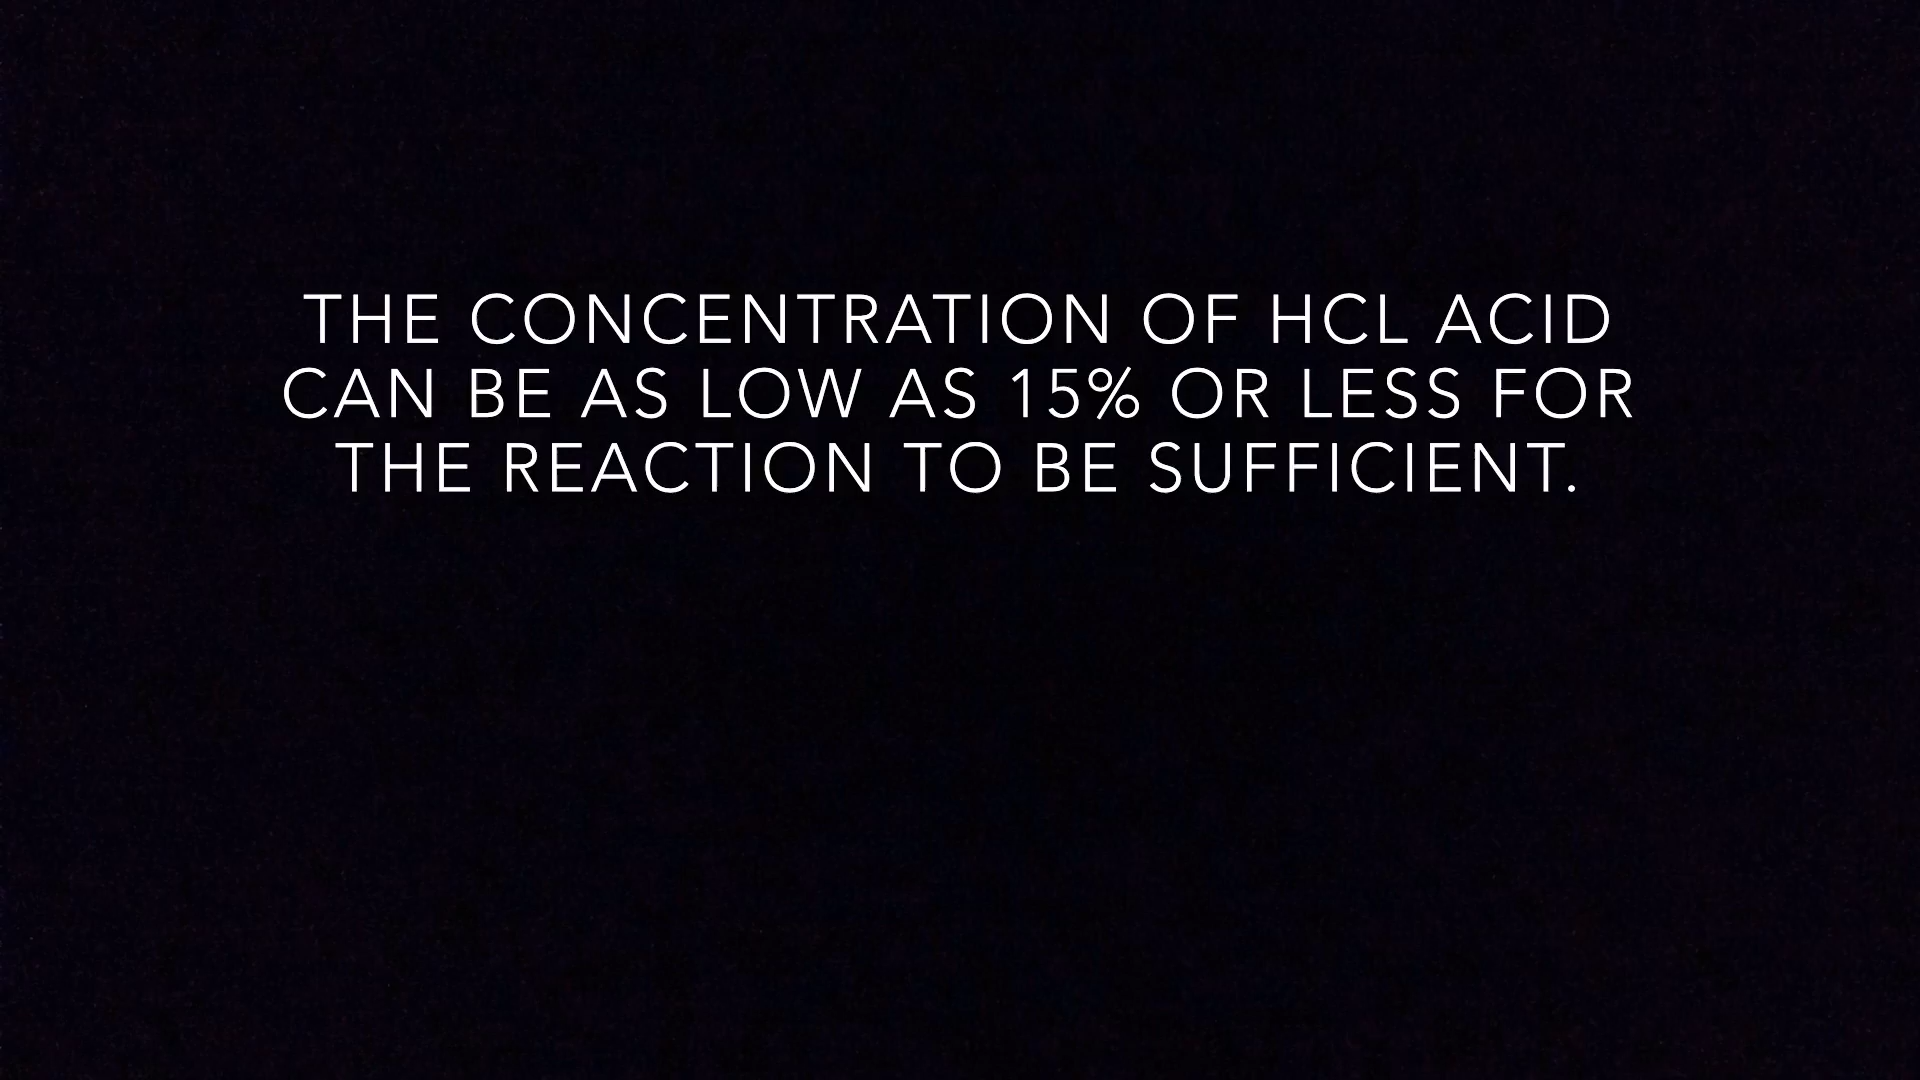 THE CONCENTRATION OF HCL ACID
CAN BE AS LOW AS 15% OR LESS FOR
THE REACTION TO BE SUFFICIENT.